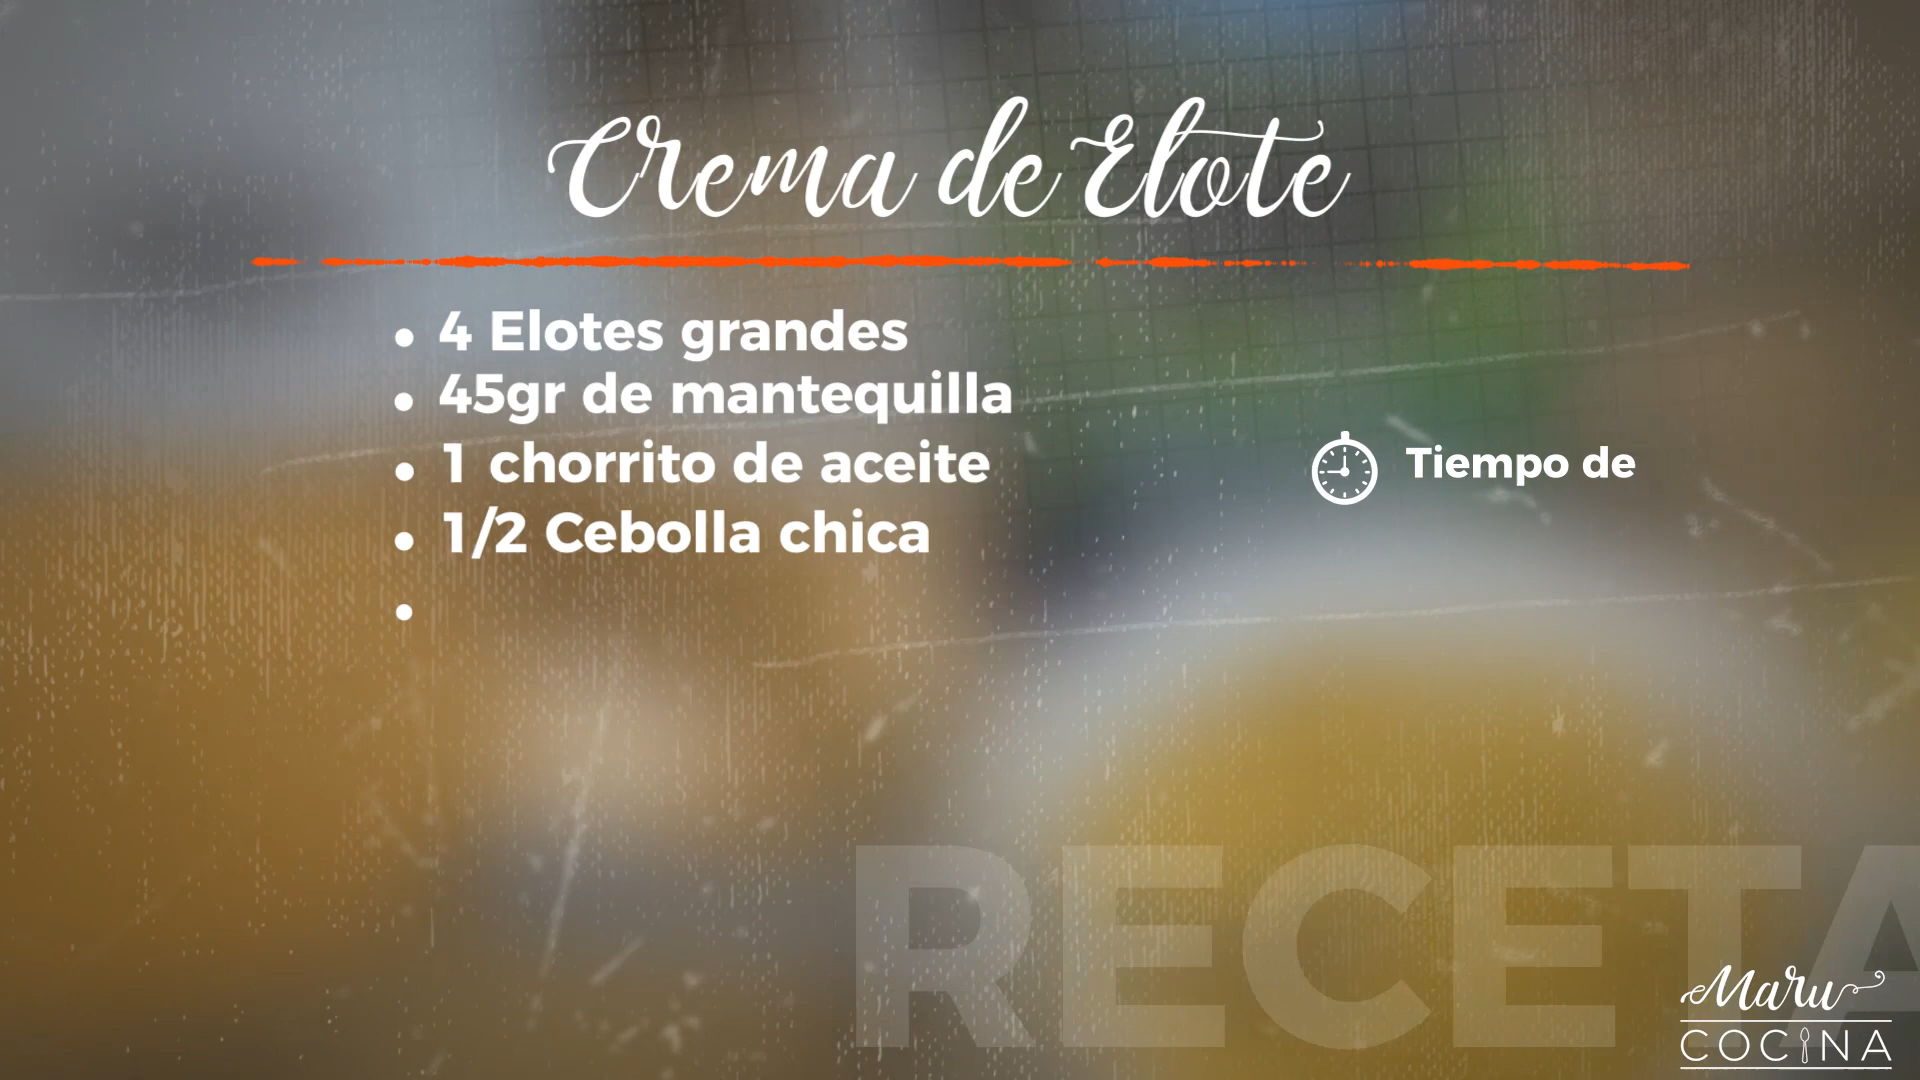 Crema de Elote
• 4 Elotes grandes
• 45gr de mantequilla
• 1 chorrito de aceite
• 1/2 Cebolla chica
•
Tiempo de
RECETA
Maru
COCINA